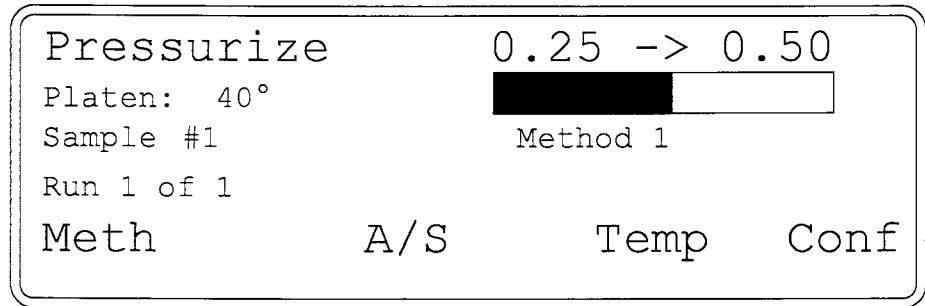 Pressurize 0.25 -> 0.50
Platen: 40°
Sample #1 Method 1
Run 1 of 1
Meth A/S Temp Conf